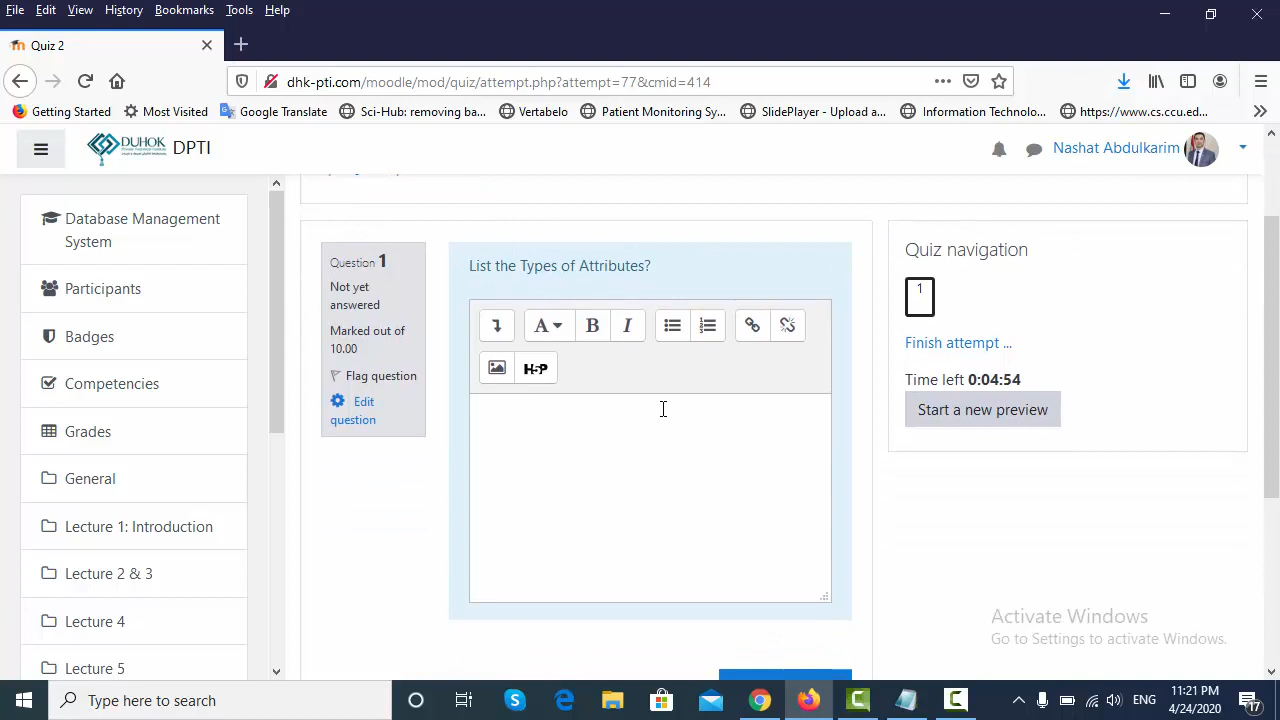 File Edit View History Bookmarks Tools Help
Quiz 2
dhk-pti.com/moodle/mod/quiz/attempt.php?attempt=77&cmid=414
Getting Started Most Visited Google Translate Sci-Hub: removing ba... Vertabelo Patient Monitoring Sy... SlidePlayer - Upload a... Information Technolo... https://www.cs.ccu.ed...
DUHOK DPTI Nashat Abdulkarim
Database Management
System
Participants
Badges
Competencies
Grades
General
Lecture 1: Introduction
Lecture 2 & 3
Lecture 4
Lecture 5
Question 1
Not yet
answered
Marked out of
10.00
Flag question
Edit
question
List the Types of Attributes?
A B I
H-P
Quiz navigation
1
Finish attempt ...
Time left 0:04:54
Start a new preview
Activate Windows
Go to Settings to activate Windows.
Type here to search
ENG
11:21 PM
4/24/2020
17